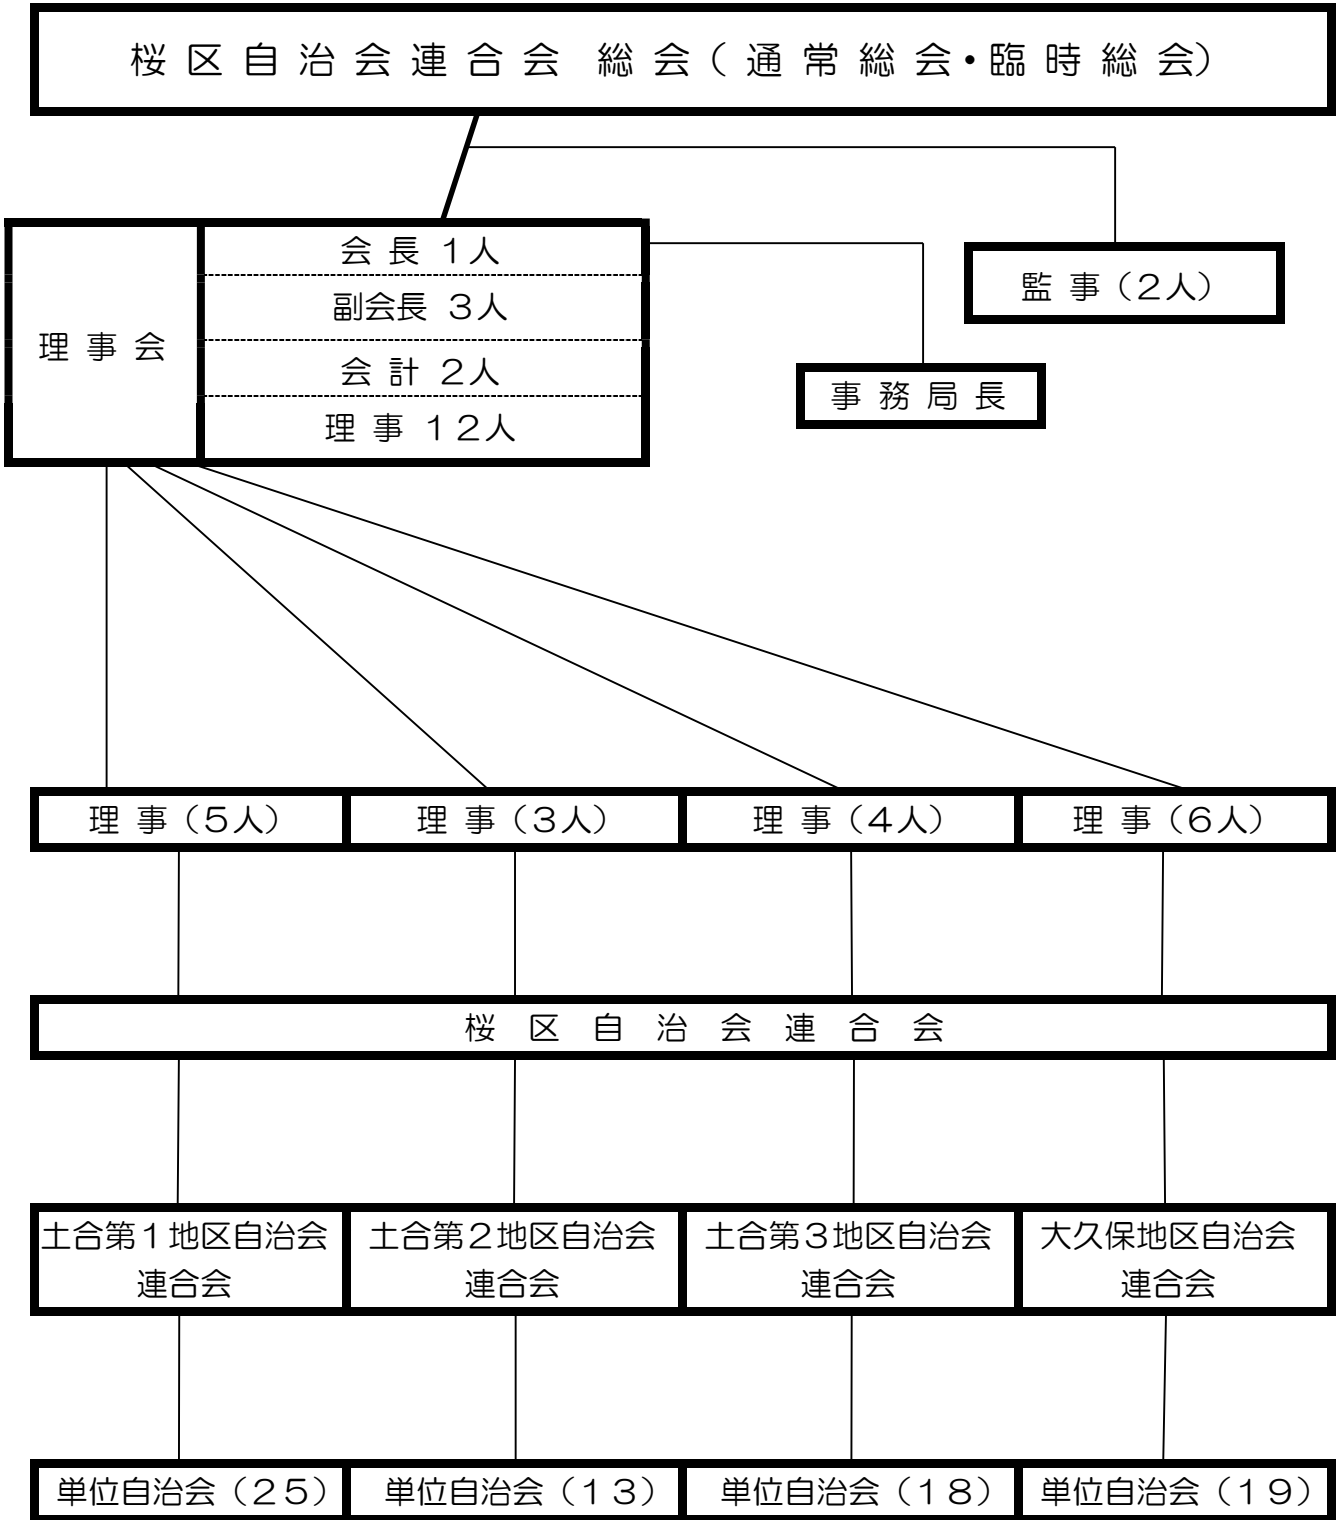 桜区自治会連合会 総会（通常総会・臨時総会）
会長 １人
監事（２人）
副会長 ３人
理事会
会計 ２人
事務局長
理事 １２人
理事（５人）
理事（３人）
理事（４人）
理事（６人）
桜区自治会連合会
土合第１地区自治会
連合会
土合第２地区自治会
連合会
土合第３地区自治会
連合会
大久保地区自治会
連合会
単位自治会（２５）
単位自治会（１３）
単位自治会（１８）
単位自治会（１９）